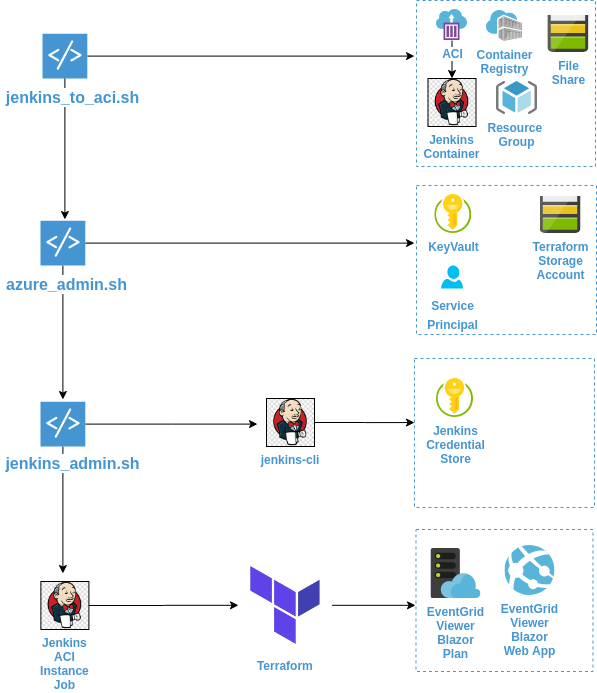 jenkins_to_aci.sh
ACI
Container
Registry
File
Share
Jenkins
Container
Resource
Group
azure_admin.sh
KeyVault
Terraform
Storage
Account
Service
Principal
jenkins_admin.sh
jenkins-cli
Jenkins
Credential
Store
Jenkins
ACI
Instance
Job
Terraform
EventGrid
Viewer
Blazor
Plan
EventGrid
Viewer
Blazor
Web App